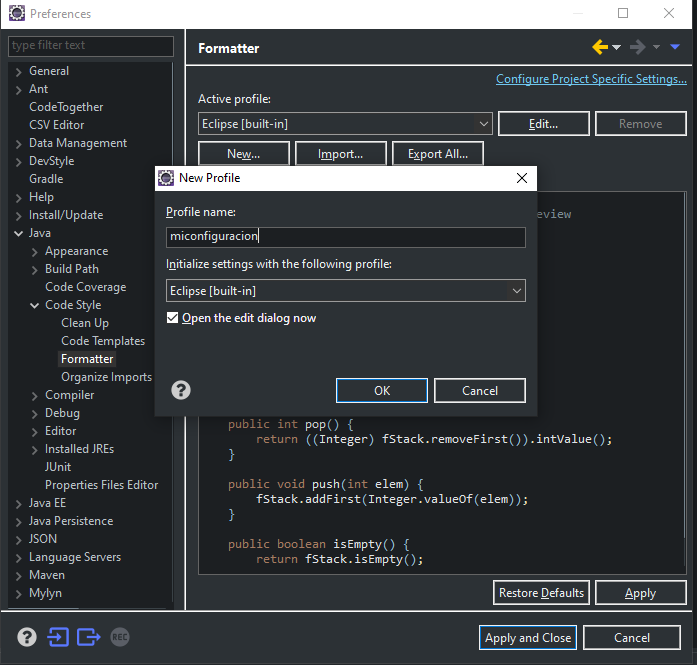 Preferences
type filter text
General
Ant
CodeTogether
CSV Editor
Data Management
DevStyle
Gradle
Help
Install/Update
Java
Appearance
Build Path
Code Coverage
Code Style
Clean Up
Code Templates
Formatter
Organize Imports
Compiler
Debug
Editor
Installed JREs
JUnit
Properties Files Editor
Java EE
Java Persistence
JSON
Language Servers
Maven
Mylyn
Formatter
Configure Project Specific Settings...
Active profile:
Eclipse [built-in] Edit... Remove
New... Import... Export All...
New Profile
Profile name:
miconfiguracion
Initialize settings with the following profile:
Eclipse [built-in]
Open the edit dialog now
OK Cancel
public int pop() {
return ((Integer) fStack.removeFirst()).intValue();
}
public void push(int elem) {
fStack.addFirst(Integer.valueOf(elem));
}
public boolean isEmpty() {
return fStack.isEmpty();
Restore Defaults Apply
REC
Apply and Close Cancel